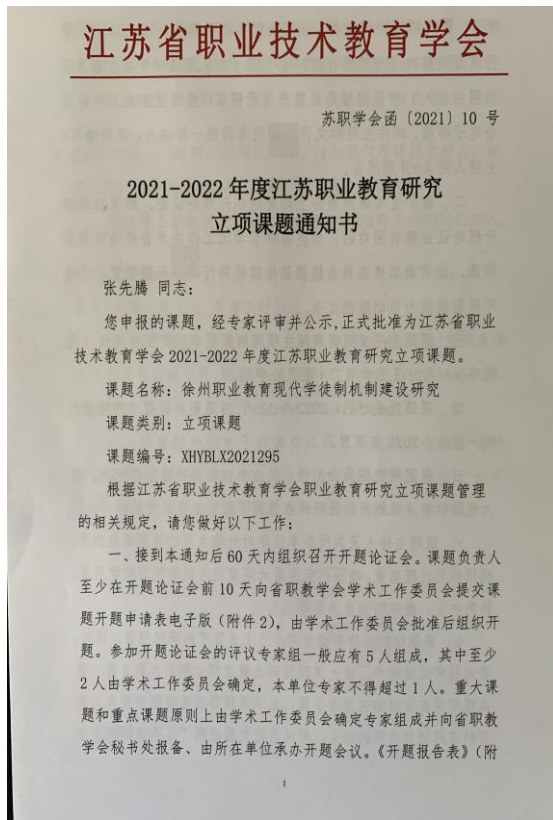 江苏省职业技术教育学会
苏职学会函〔2021〕10 号
2021-2022 年度江苏职业教育研究
立项课题通知书
张先腾 同志：
您申报的课题，经专家评审并公示,正式批准为江苏省职业
技术教育学会 2021-2022 年度江苏职业教育研究立项课题。
课题名称：徐州职业教育现代学徒制机制建设研究
课题类别：立项课题
课题编号：XHYBLX2021295
根据江苏省职业技术教育学会职业教育研究立项课题管理
的相关规定，请您做好以下工作：
一、接到本通知后 60 天内组织召开开题论证会。课题负责人
至少在开题论证会前 10 天向省职教学会学术工作委员会提交课
题开题申请表电子版（附件 2），由学术工作委员会批准后组织开
题。参加开题论证会的评议专家组一般应有 5 人组成，其中至少
2 人由学术工作委员会确定，本单位专家不得超过 1 人。重大课
题和重点课题原则上由学术工作委员会确定专家组成并向省职教
学会秘书处报备、由所在单位承办开题会议。《开题报告表》（附
1